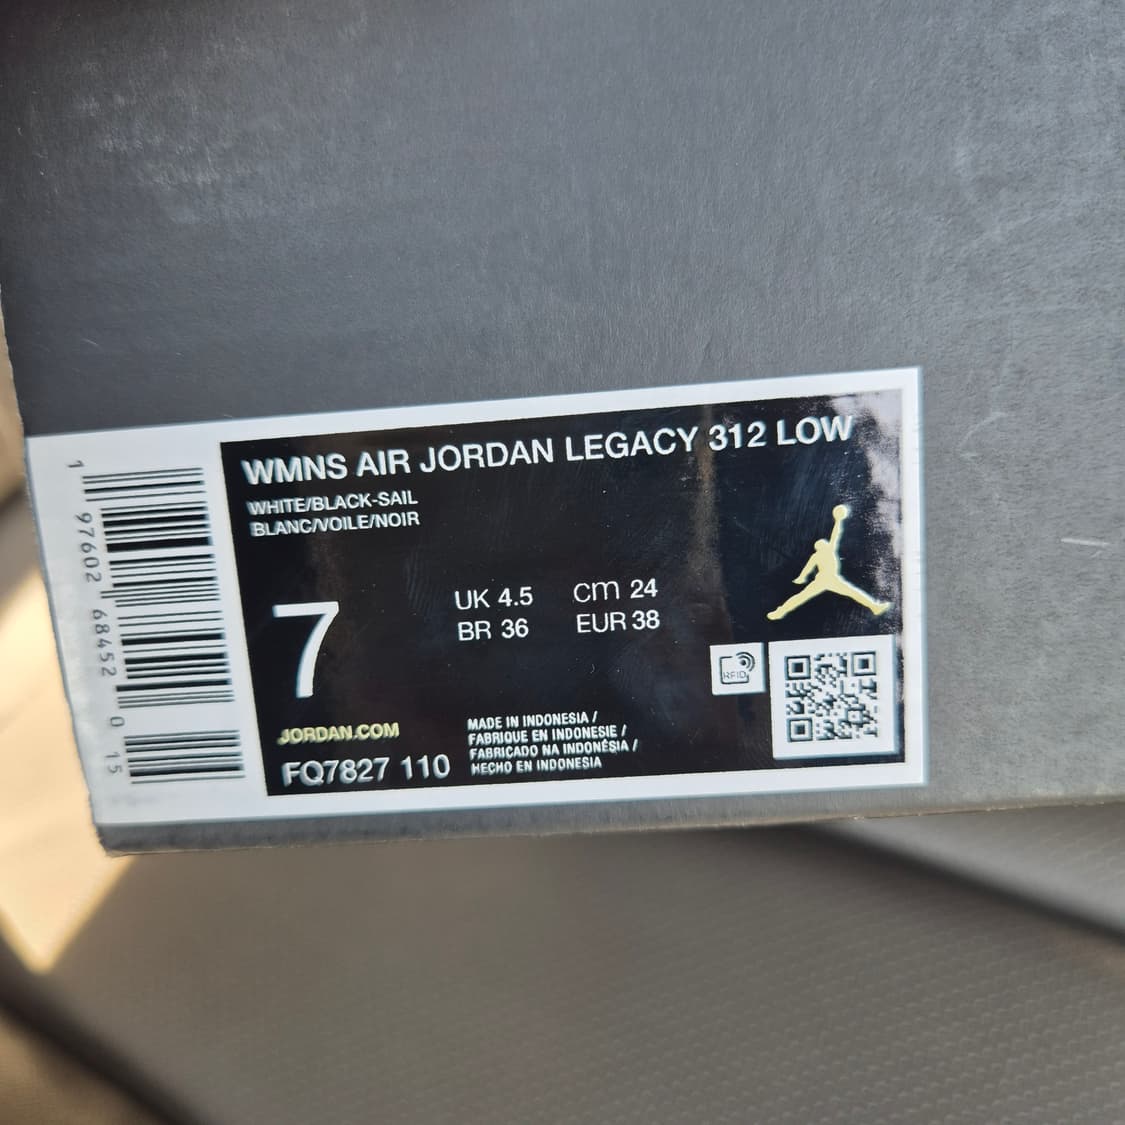 WMNS AIR JORDAN LEGACY 312 LOW
WHITE/BLACK-SAIL
BLANC/VOILE/NOIR
7
UK 4.5
cm 24
BR 36
EUR 38
RFID
JORDAN.COM
FQ7827 110
MADE IN INDONESIA /
FABRIQUE EN INDONESIE /
FABRICADO NA INDONÉSIA /
HECHO EN INDONESIA
1 97602 68452 0 15